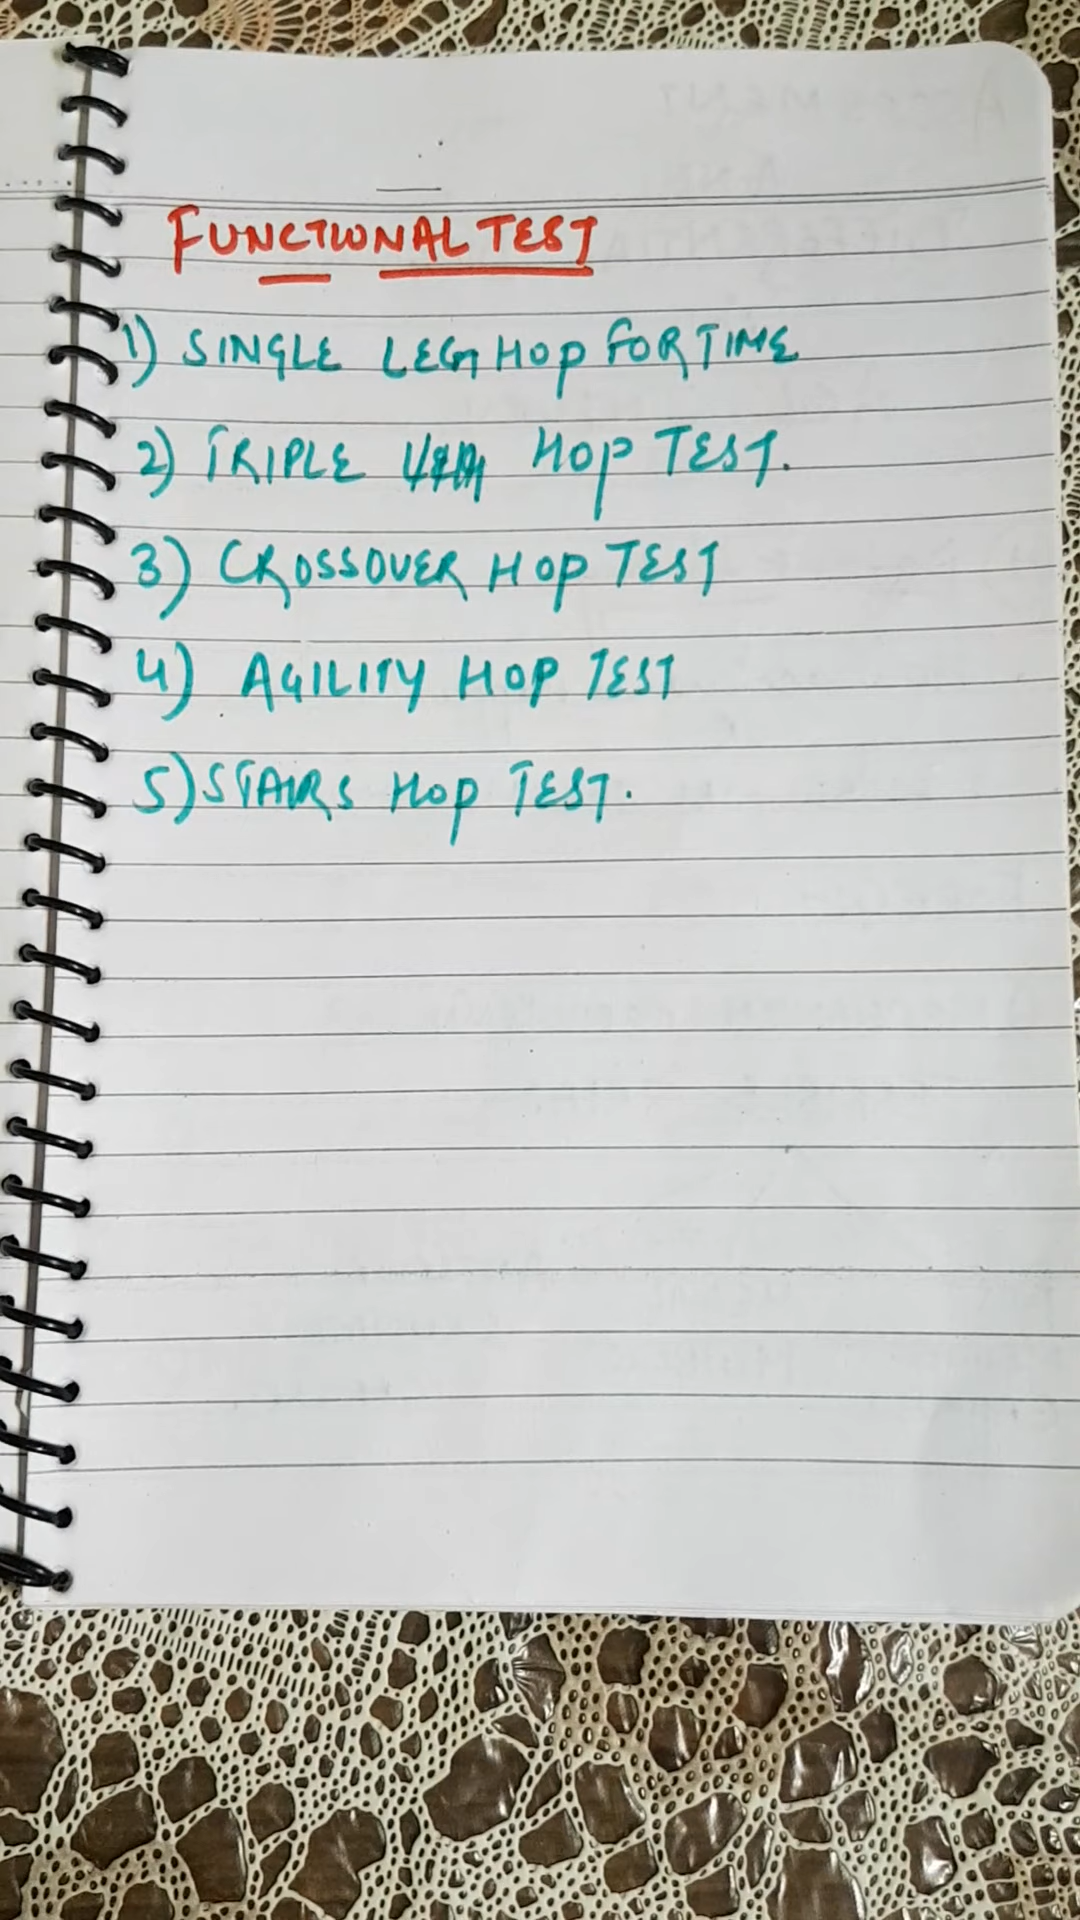 FUNCTIONAL TEST
1) SINGLE LEG HOP FOR TIME
2) TRIPLE HOP TEST.
3) CROSSOVER HOP TEST
4) AGILITY HOP TEST
5) STAIRS HOP TEST.